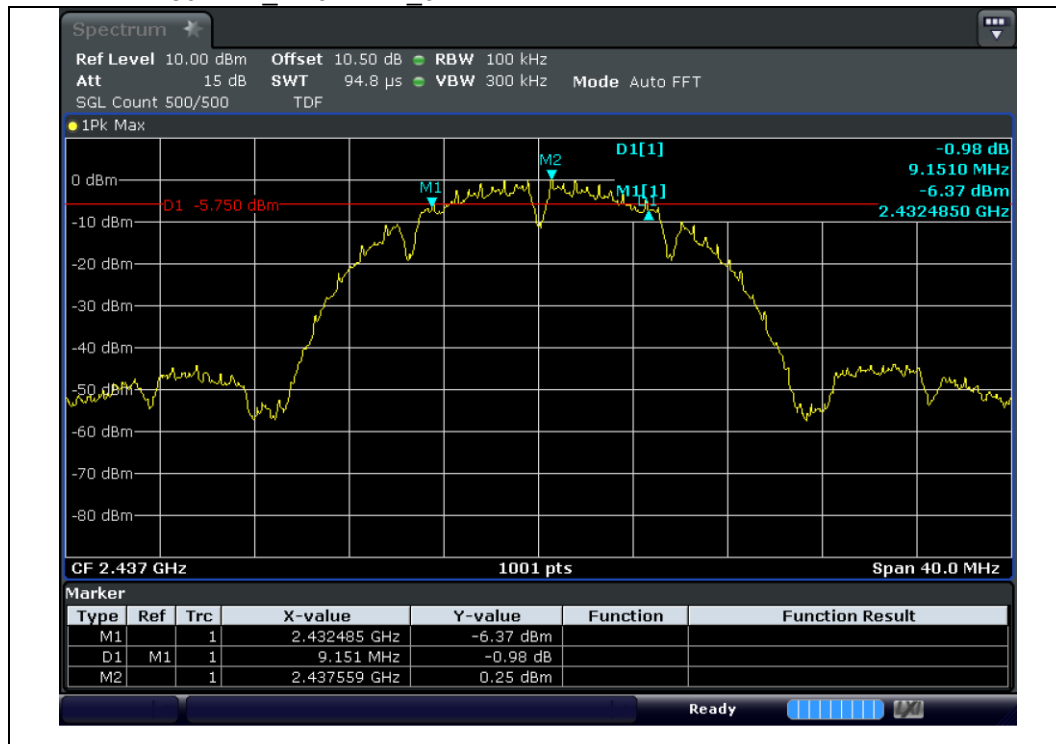 Spectrum
Ref Level 10.00 dBm Offset 10.50 dB RBW 100 kHz
Att 15 dB SWT 94.8 µs VBW 300 kHz Mode Auto FFT
SGL Count 500/500 TDF
1Pk Max
D1[1] -0.98 dB
9.1510 MHz
M1[1] -6.37 dBm
2.4324850 GHz
M2
M1
D1
0 dBm
D1 -5.750 dBm
-10 dBm
-20 dBm
-30 dBm
-40 dBm
-50 dBm
-60 dBm
-70 dBm
-80 dBm
CF 2.437 GHz 1001 pts Span 40.0 MHz
Marker
Type Ref Trc X-value Y-value Function Function Result
M1 1 2.432485 GHz -6.37 dBm
D1 M1 1 9.151 MHz -0.98 dB
M2 1 2.437559 GHz 0.25 dBm
Ready